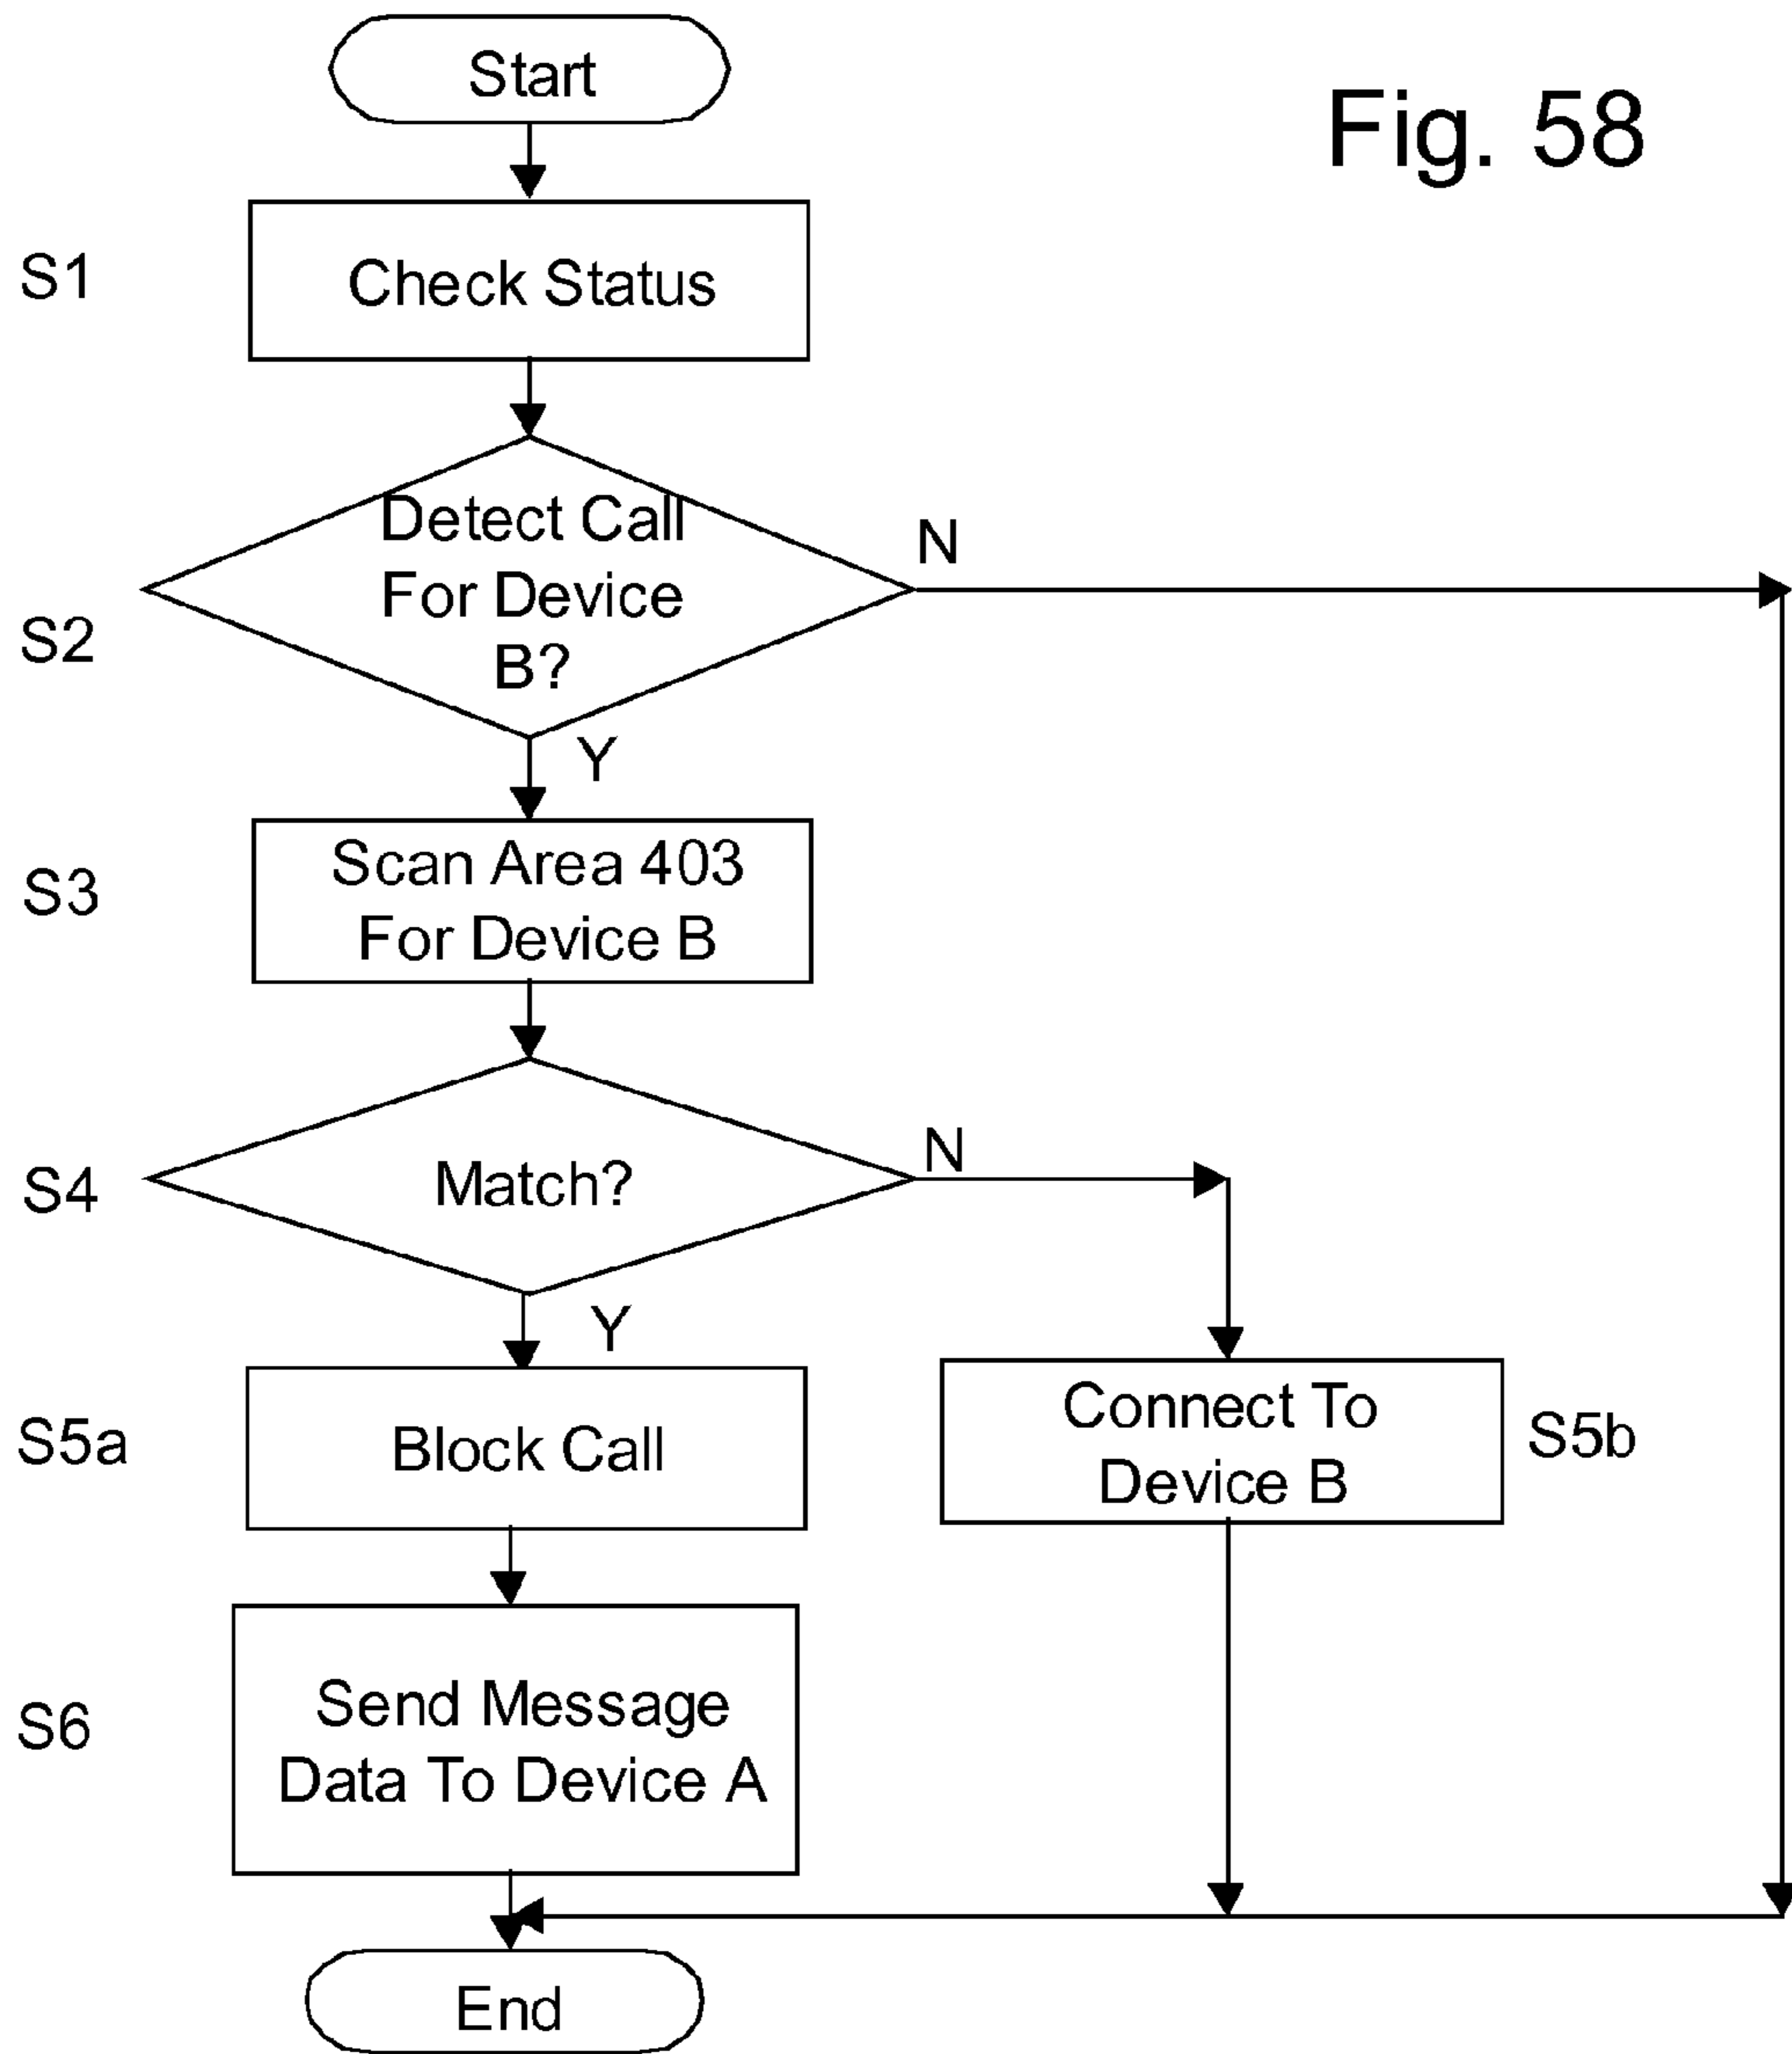 Start
Fig. 58
S1
Check Status
Detect Call
For Device
B?
N
S2
Y
S3
Scan Area 403
For Device B
S4
Match?
N
Y
S5a
Block Call
Connect To
Device B
S5b
S6
Send Message
Data To Device A
End